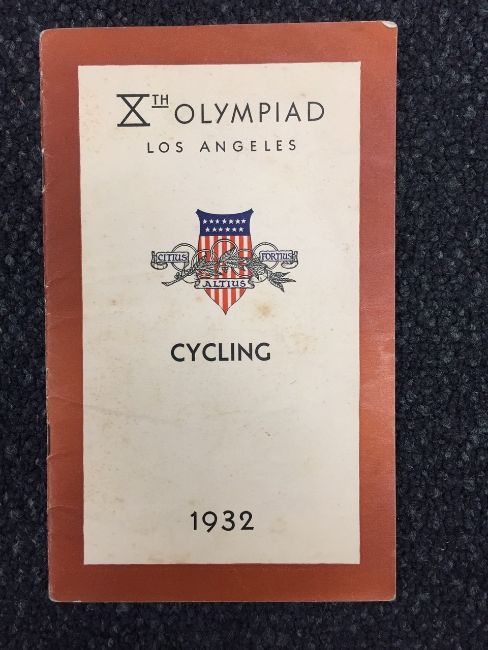 XTH OLYMPIAD
LOS ANGELES
CITIUS FORTIUS
ALTIUS
CYCLING
1932